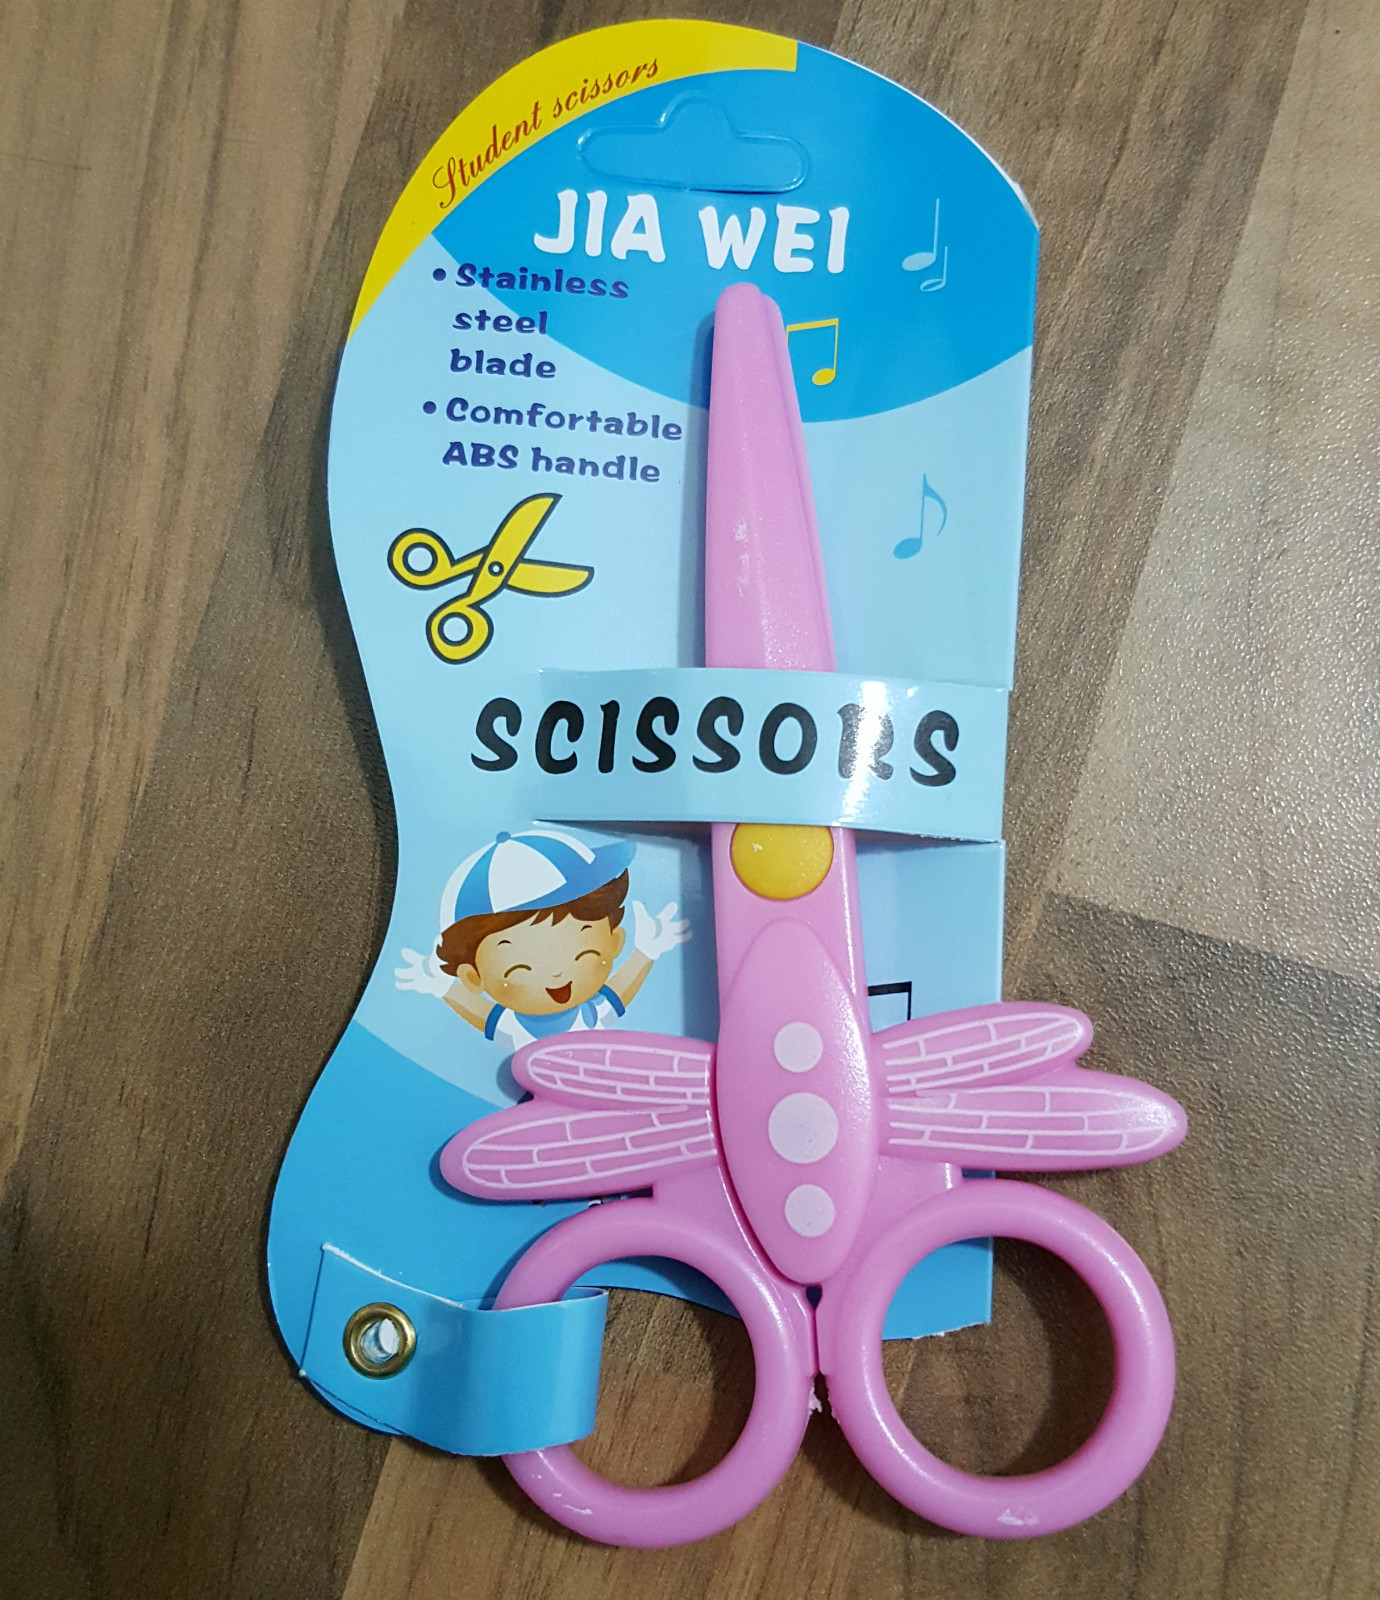 Student scissors
JIA WEI
• Stainless
steel
blade
• Comfortable
ABS handle
SCISSORS